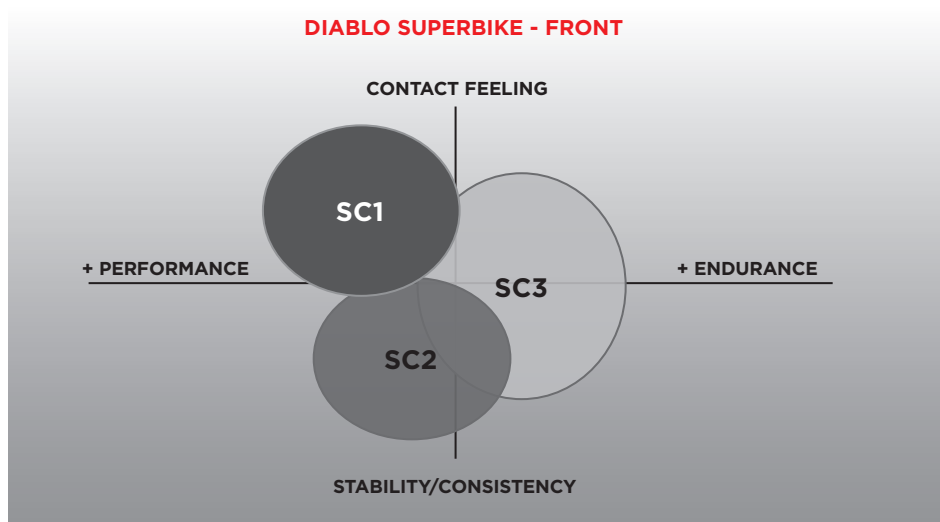 DIABLO SUPERBIKE - FRONT
CONTACT FEELING
SC1
+ PERFORMANCE
+ ENDURANCE
SC3
SC2
STABILITY/CONSISTENCY